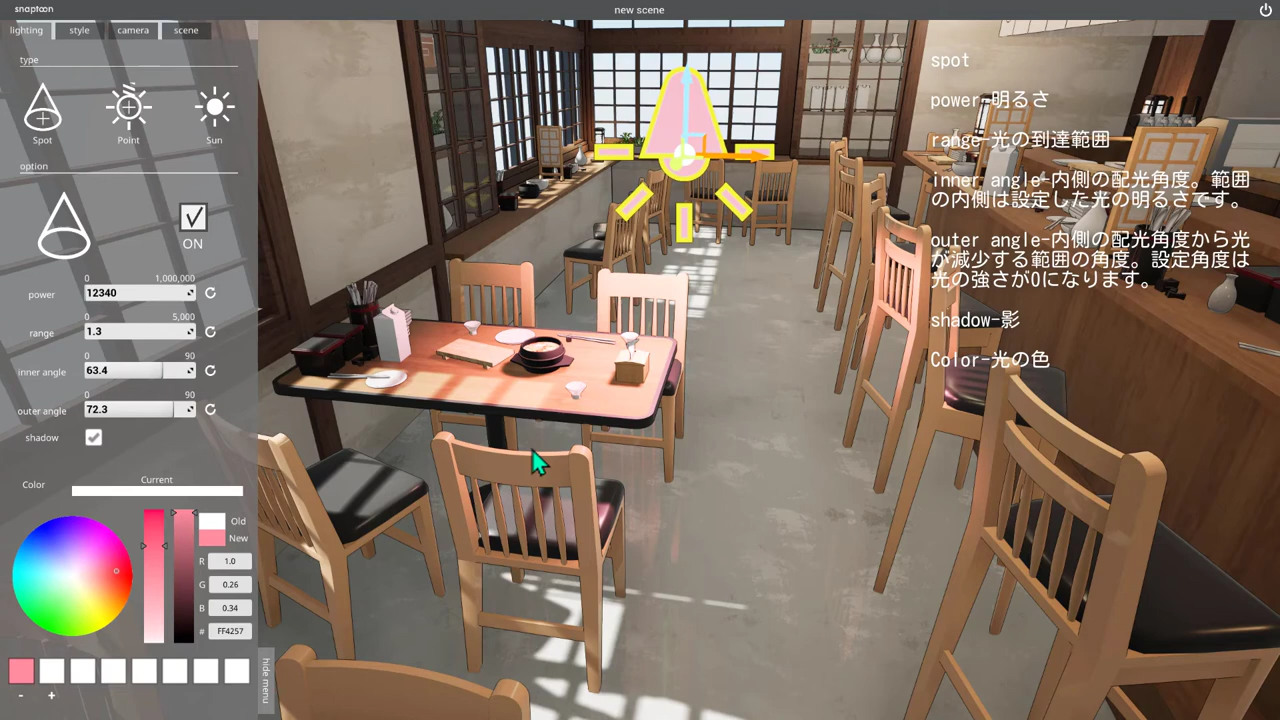 snaptoon
new scene
lighting style camera scene
type
Spot Point Sun
option
ON
0 1,000,000
power 12340
0 5,000
range 1.3
0 90
inner angle 63.4
0 90
outer angle 72.3
shadow
Color
Current
Old
New
R 1.0
G 0.26
B 0.34
# FF4257
- +
hide menu
spot
power-明るさ
range-光の到達範囲
inner angle-内側の配光角度。範囲
の内側は設定した光の明るさです。
outer angle-内側の配光角度から光
が減少する範囲の角度。設定角度は
光の強さが0になります。
shadow-影
Color-光の色